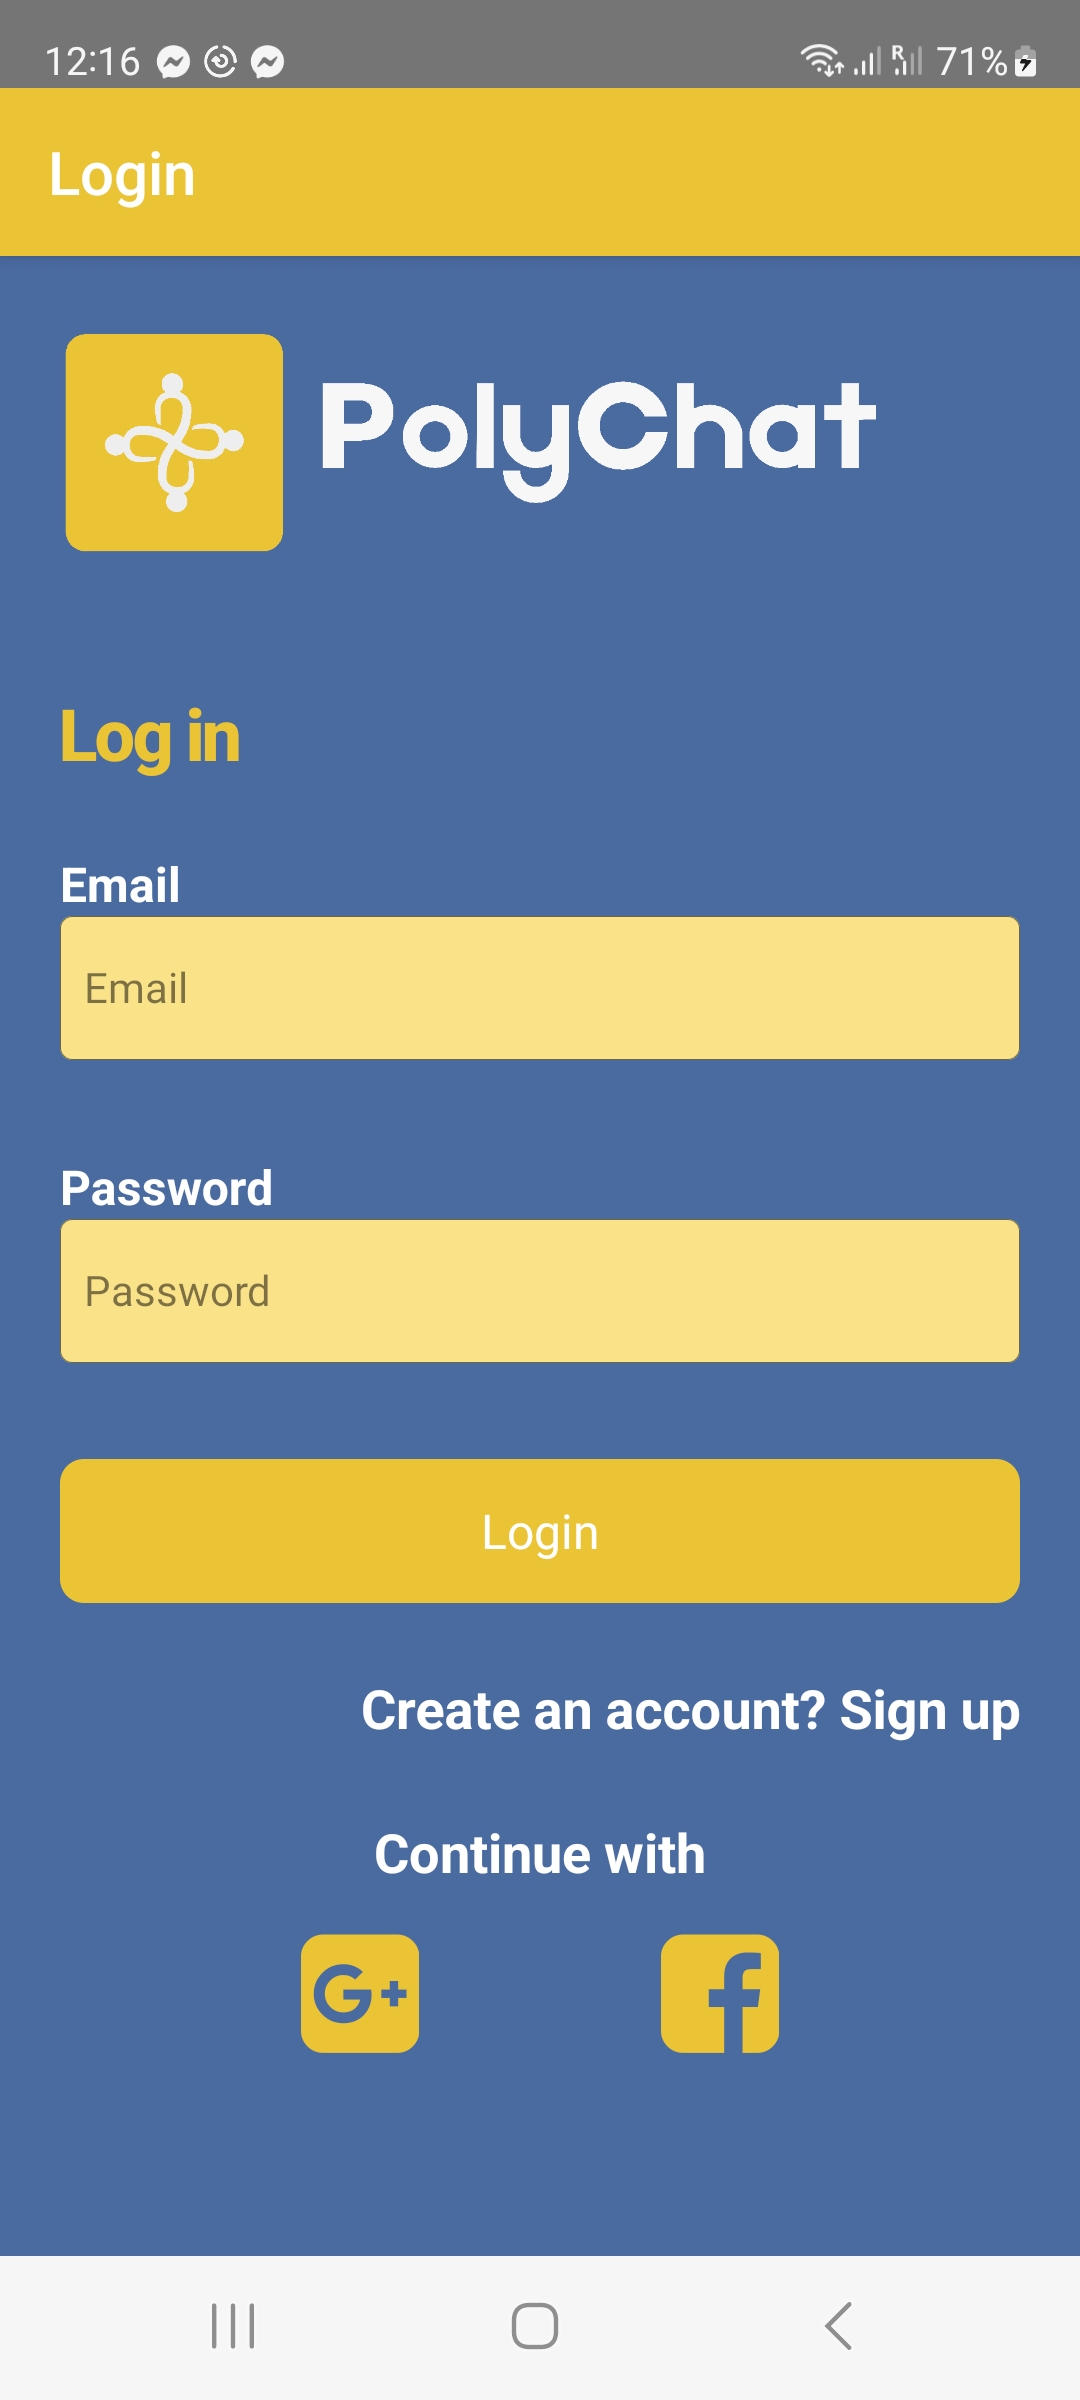 12:16 R 71%
Login
PolyChat
Log in
Email
Email
Password
Password
Login
Create an account? Sign up
Continue with
G+ f